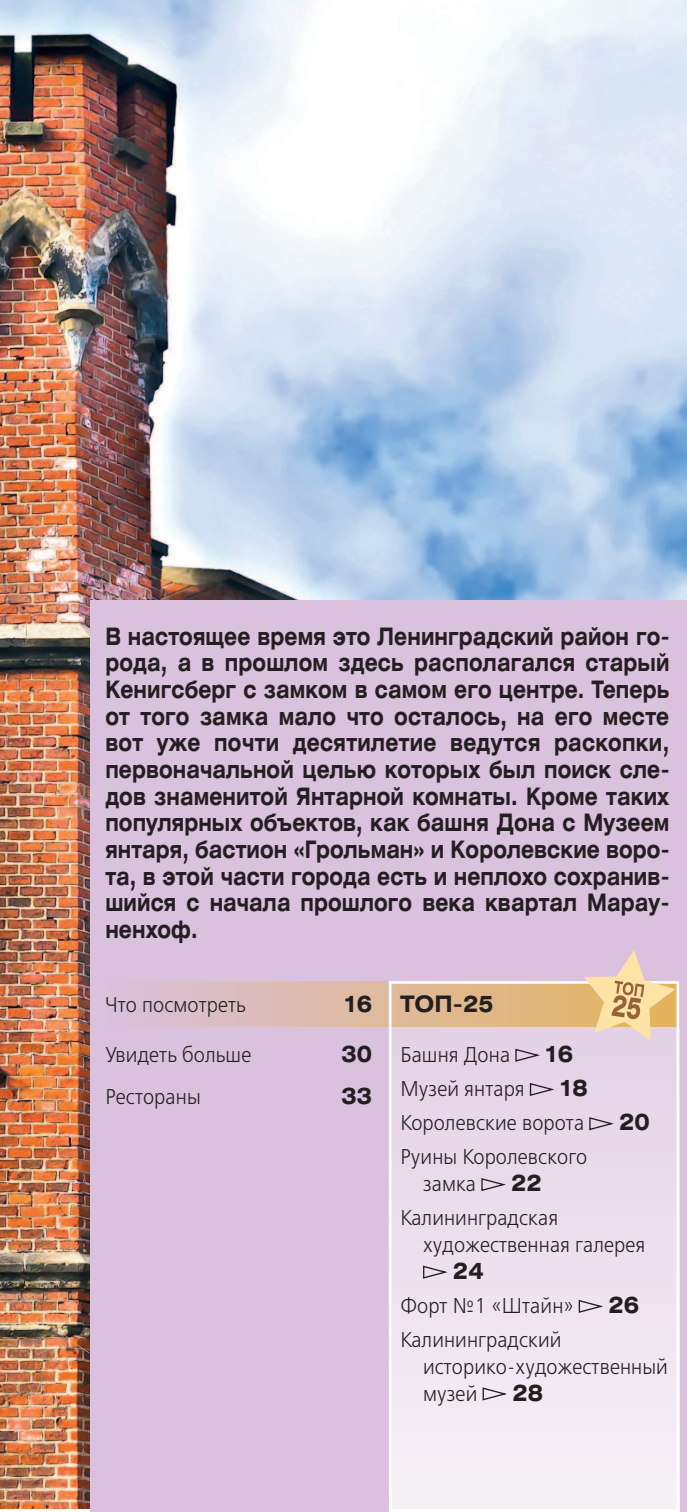 В настоящее время это Ленинградский район го-
рода, а в прошлом здесь располагался старый
Кенигсберг с замком в самом его центре. Теперь
от того замка мало что осталось, на его месте
вот уже почти десятилетие ведутся раскопки,
первоначальной целью которых был поиск сле-
дов знаменитой Янтарной комнаты. Кроме таких
популярных объектов, как башня Дона с Музеем
янтаря, бастион «Грольман» и Королевские воро-
та, в этой части города есть и неплохо сохранив-
шийся с начала прошлого века квартал Марау-
ненхоф.
Что посмотреть 16
Увидеть больше 30
Рестораны 33
ТОП-25
ТОП
25
Башня Дона ▻ 16
Музей янтаря ▻ 18
Королевские ворота ▻ 20
Руины Королевского
замка ▻ 22
Калининградская
художественная галерея
▻ 24
Форт №1 «Штайн» ▻ 26
Калининградский
историко-художественный
музей ▻ 28